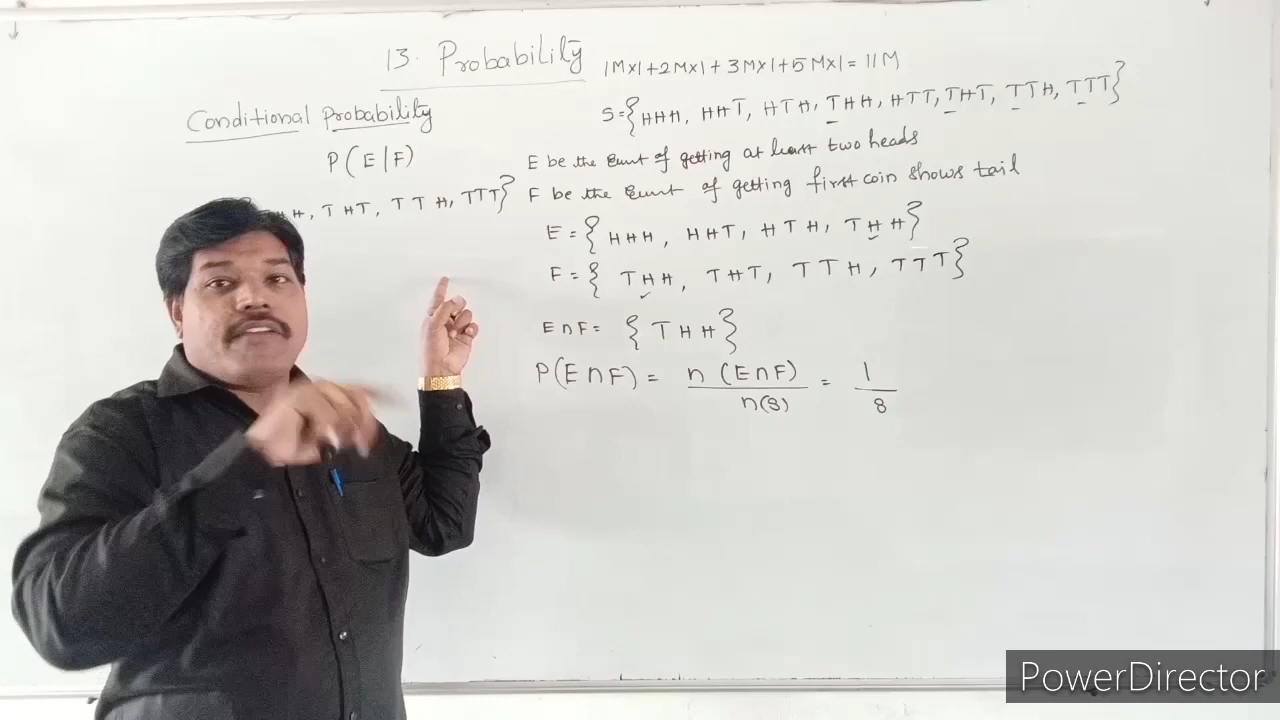 13. Probability
1M×1+2M×1+3M×1+5M×1=11M
Conditional Probability
P(E/F)
H, THT, TTH, TTT}
S={HHH, HHT, HTH, THH, HTT, THT, TTH, TTT}
E be the Event of getting at least two heads
F be the Event of getting first coin shows tail
E={HHH, HHT, HTH, THH}
F={THH, THT, TTH, TTT}
E∩F= {THH}
P(E∩F) = n(E∩F)/n(S) = 1/8
PowerDirector